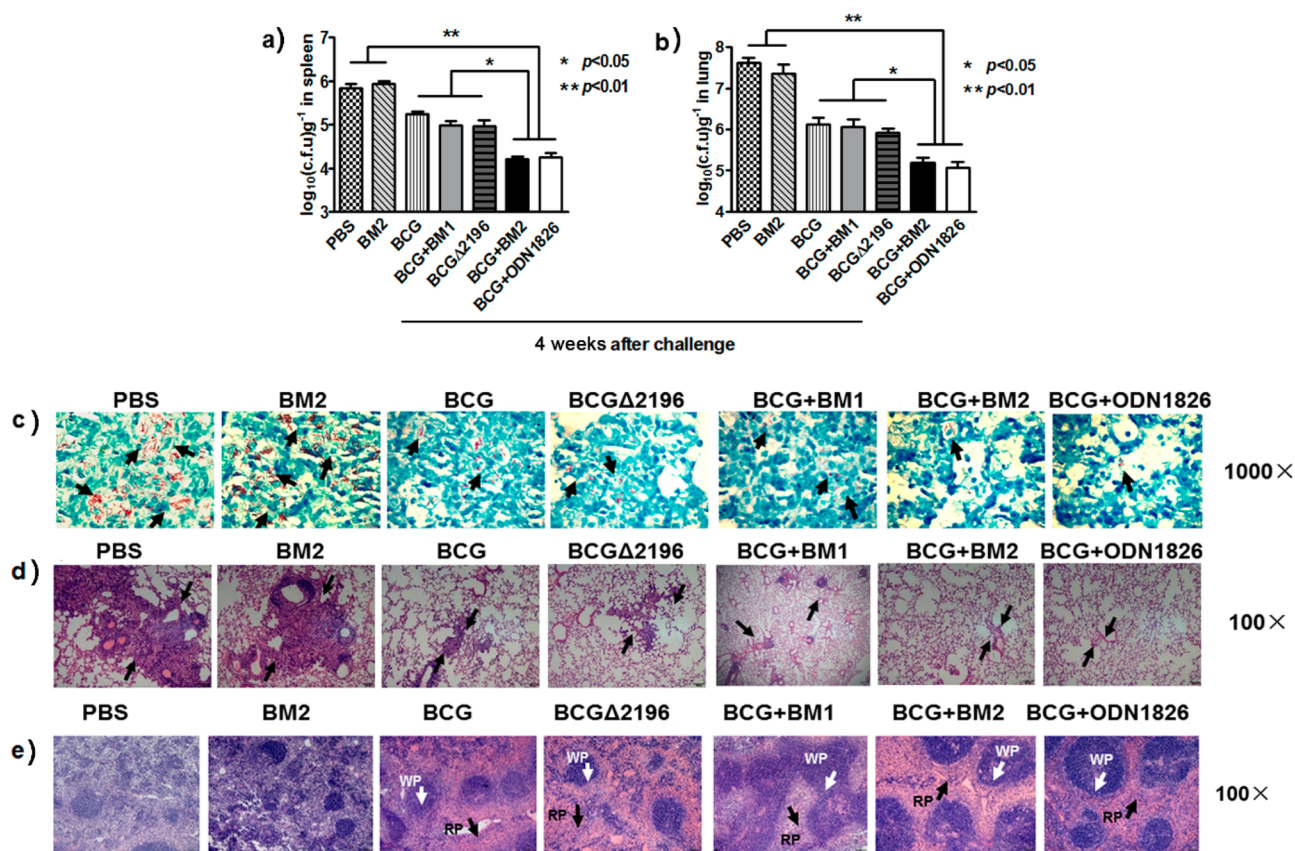 a)
log10(c.f.u)g-1 in spleen
6
5
4
3
**
*
* p<0.05
** p<0.01
PBS
BM2
BCG
BCG+BM1
BCGΔ2196
BCG+BM2
BCG+ODN1826
b)
log10(c.f.u)g-1 in lung
8
7
6
5
4
**
*
* p<0.05
** p<0.01
PBS
BM2
BCG
BCG+BM1
BCGΔ2196
BCG+BM2
BCG+ODN1826
4 weeks after challenge
c) PBS BM2 BCG BCGΔ2196 BCG+BM1 BCG+BM2 BCG+ODN1826
1000×
d) PBS BM2 BCG BCGΔ2196 BCG+BM1 BCG+BM2 BCG+ODN1826
100×
e) PBS BM2 BCG BCGΔ2196 BCG+BM1 BCG+BM2 BCG+ODN1826
WP WP WP WP WP
RP RP RP RP RP
100×